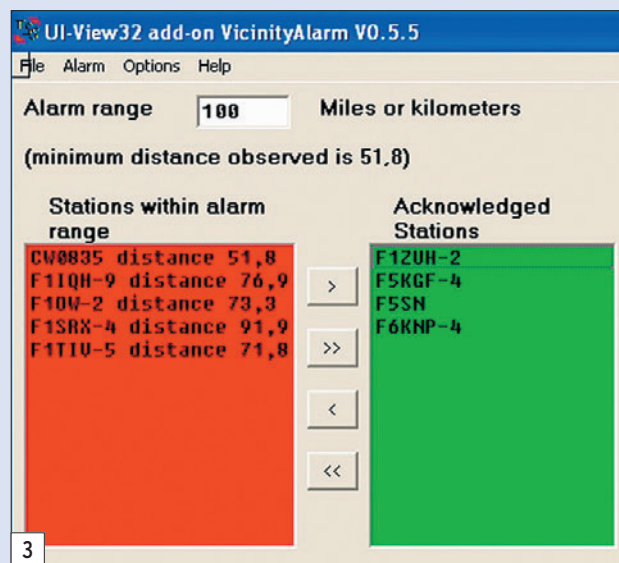 UI-View32 add-on VicinityAlarm V0.5.5
File Alarm Options Help
Alarm range 100 Miles or kilometers
(minimum distance observed is 51,8)
Stations within alarm
range
CW0835 distance 51,8
F1IQH-9 distance 76,9
F1OW-2 distance 73,3
F1SRX-4 distance 91,9
F1TIV-5 distance 71,8
>
>>
<
<<
Acknowledged
Stations
F1ZUH-2
F5KGF-4
F5SN
F6KNP-4
3